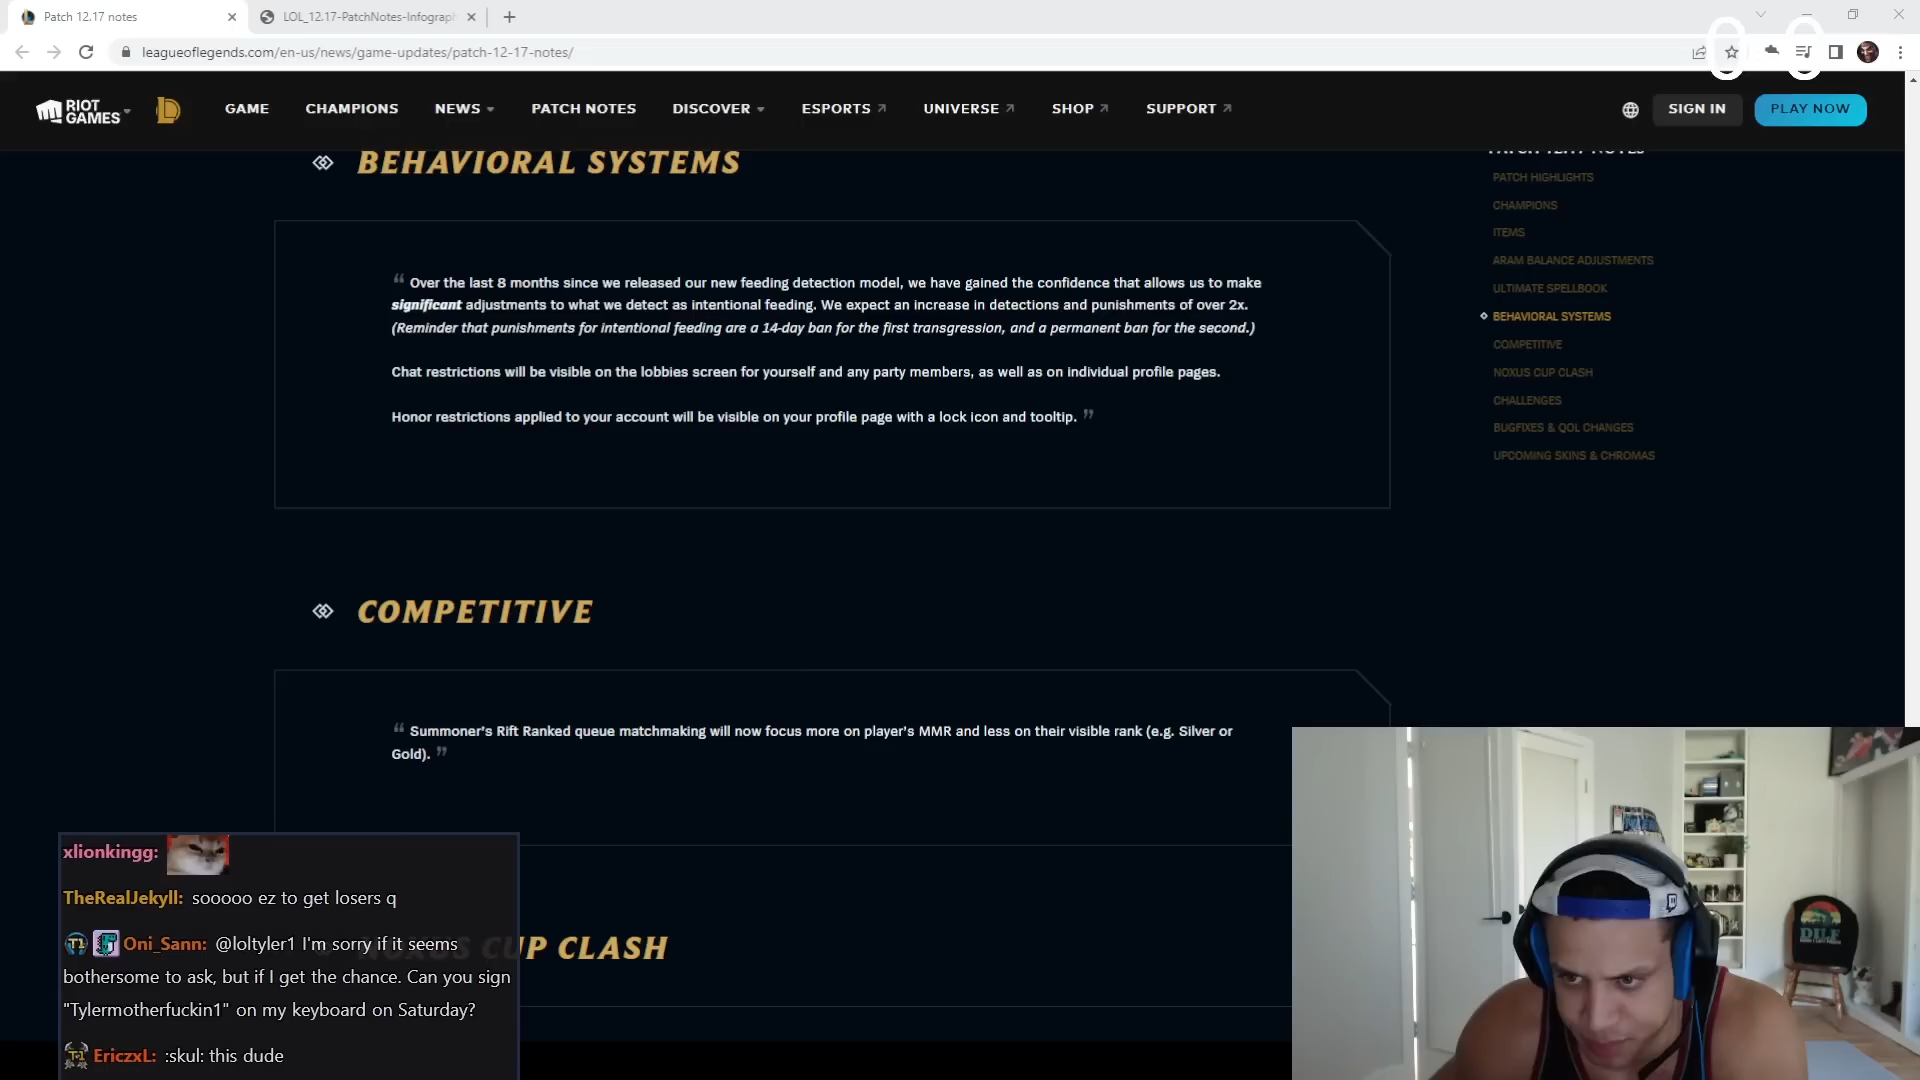 Patch 12.17 notes
LOL_12.17-PatchNotes-Infograph
leagueoflegends.com/en-us/news/game-updates/patch-12-17-notes/
RIOT GAMES
GAME
CHAMPIONS
NEWS
PATCH NOTES
DISCOVER
ESPORTS
UNIVERSE
SHOP
SUPPORT
SIGN IN
PLAY NOW
BEHAVIORAL SYSTEMS
“ Over the last 8 months since we released our new feeding detection model, we have gained the confidence that allows us to make
significant adjustments to what we detect as intentional feeding. We expect an increase in detections and punishments of over 2x.
(Reminder that punishments for intentional feeding are a 14-day ban for the first transgression, and a permanent ban for the second.)
Chat restrictions will be visible on the lobbies screen for yourself and any party members, as well as on individual profile pages.
Honor restrictions applied to your account will be visible on your profile page with a lock icon and tooltip. ”
PATCH 12.17 NOTES
PATCH HIGHLIGHTS
CHAMPIONS
ITEMS
ARAM BALANCE ADJUSTMENTS
ULTIMATE SPELLBOOK
BEHAVIORAL SYSTEMS
COMPETITIVE
NOXUS CUP CLASH
CHALLENGES
BUGFIXES & QOL CHANGES
UPCOMING SKINS & CHROMAS
COMPETITIVE
“ Summoner's Rift Ranked queue matchmaking will now focus more on player's MMR and less on their visible rank (e.g. Silver or
Gold). ”
NOXUS CUP CLASH
xlionkingg:
TheRealJekyll: sooooo ez to get losers q
T1 Oni_Sann: @loltyler1 I'm sorry if it seems
bothersome to ask, but if I get the chance. Can you sign
"Tylermotherfuckin1" on my keyboard on Saturday?
EriczxL: :skul: this dude
DILF